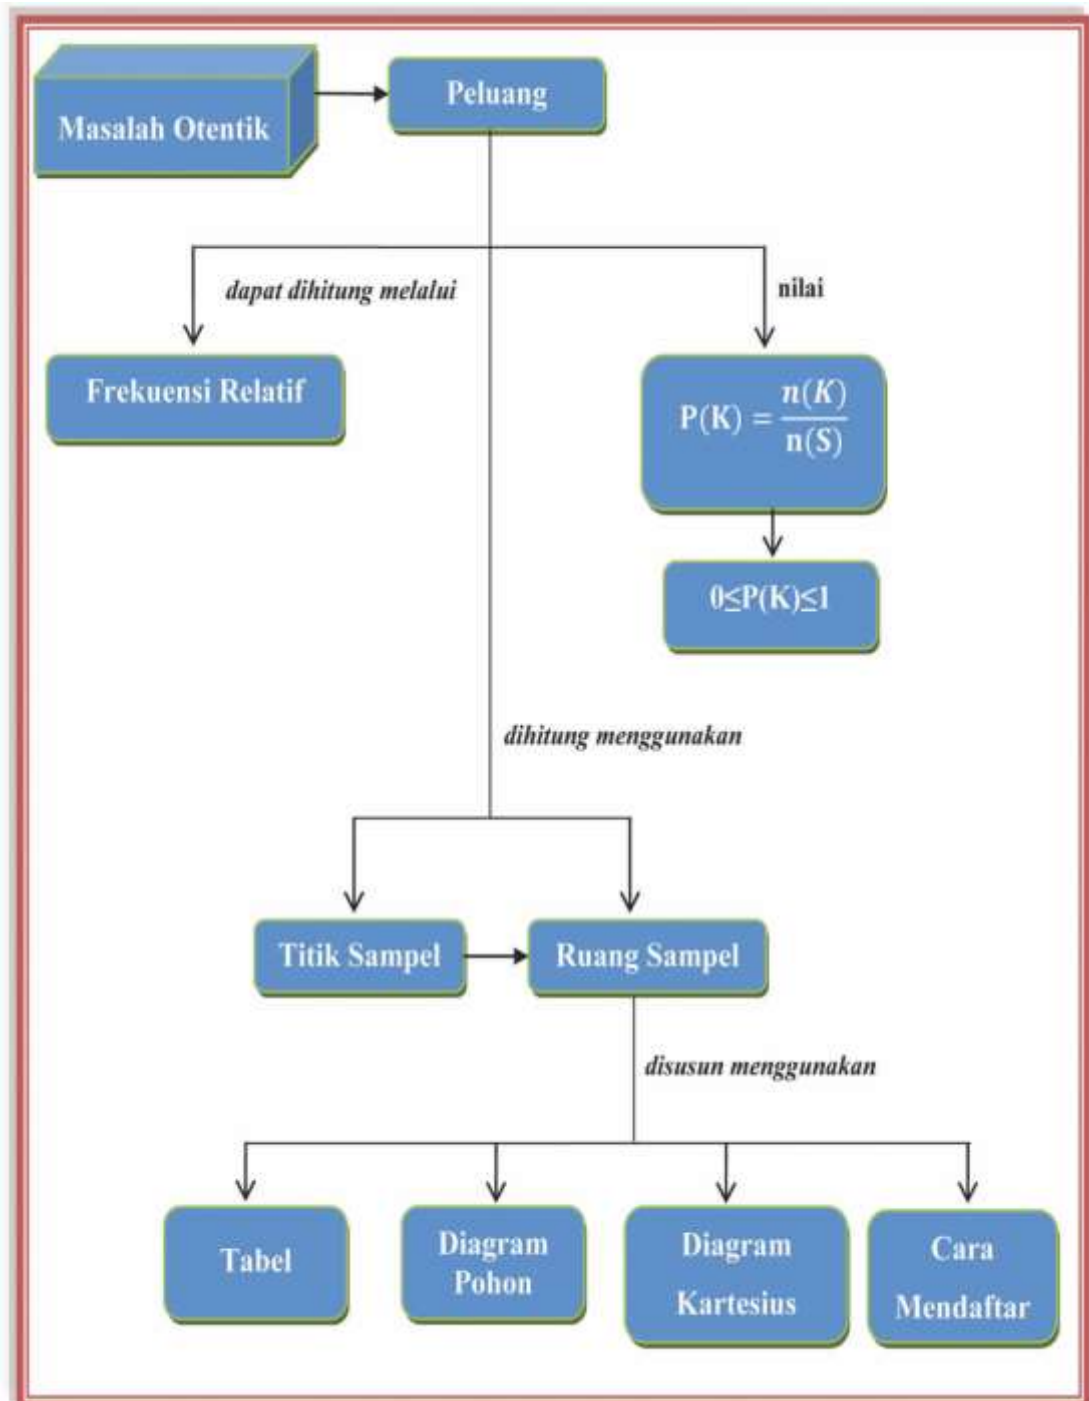 Masalah Otentik
Peluang
dapat dihitung melalui
nilai
Frekuensi Relatif
P(K) = n(K)/n(S)
0≤P(K)≤1
dihitung menggunakan
Titik Sampel
Ruang Sampel
disusun menggunakan
Tabel
Diagram
Pohon
Diagram
Kartesius
Cara
Mendaftar